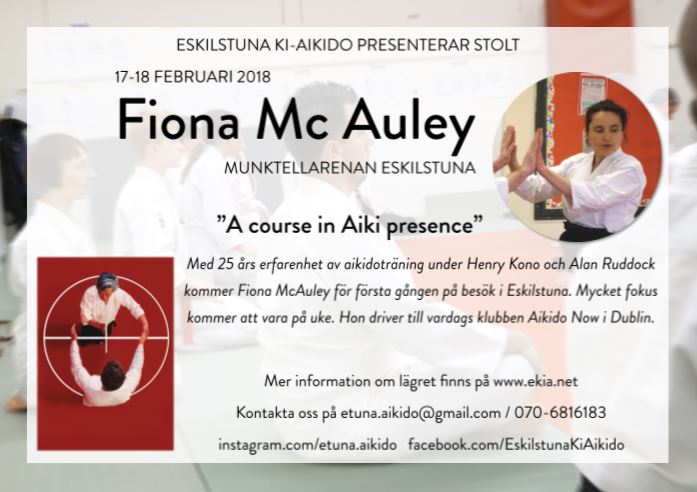 ESKILSTUNA KI-AIKIDO PRESENTERAR STOLT
17-18 FEBRUARI 2018
Fiona Mc Auley
MUNKTELLARENAN ESKILSTUNA
”A course in Aiki presence”
Med 25 års erfarenhet av aikidoträning under Henry Kono och Alan Ruddock
kommer Fiona McAuley för första gången på besök i Eskilstuna. Mycket fokus
kommer att vara på uke. Hon driver till vardags klubben Aikido Now i Dublin.
Mer information om lägret finns på www.ekia.net
Kontakta oss på etuna.aikido@gmail.com / 070-6816183
instagram.com/etuna.aikido facebook.com/EskilstunaKiAikido